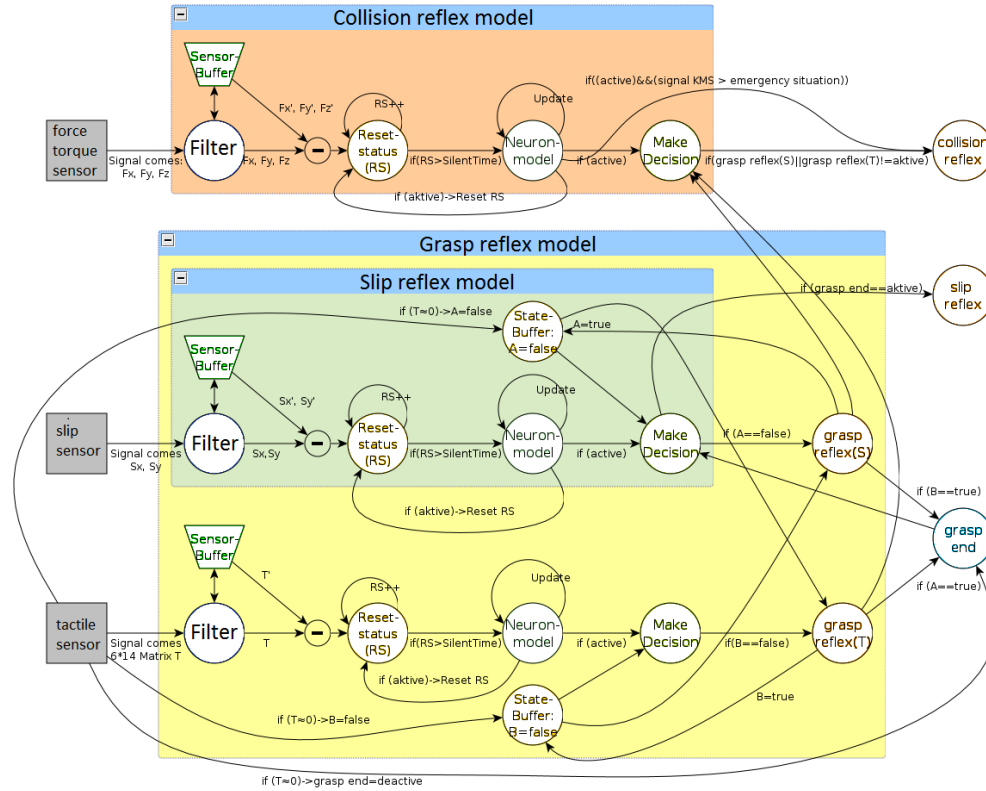 Collision reflex model
Sensor-
Buffer
if((active)&&(signal KMS > emergency situation))
RS++
Update
Fx', Fy', Fz'
force
torque
sensor
Signal comes:
Fx, Fy, Fz
Filter
Fx, Fy, Fz
-
Reset-
status
(RS)
if(RS>SilentTime)
Neuron-
model
if (active)
Make
Decision
if(grasp reflex(S)||grasp reflex(T)!=aktive)
collision
reflex
if (aktive)->Reset RS
Grasp reflex model
Slip reflex model
if (grasp end==aktive)
slip
reflex
if (T≈0)->A=false
State-
Buffer:
A=false
A=true
Sensor-
Buffer
Sx', Sy'
RS++
Update
slip
sensor
Signal comes
Sx, Sy
Filter
Sx,Sy
-
Reset-
status
(RS)
if(RS>SilentTime)
Neuron-
model
if (active)
Make
Decision
if (A==false)
grasp
reflex(S)
if (aktive)->Reset RS
if (B==true)
grasp
end
Sensor-
Buffer
T'
RS++
Update
if (A==true)
tactile
sensor
Signal comes
6*14 Matrix T
Filter
T
-
Reset-
status
(RS)
if(RS>SilentTime)
Neuron-
model
if (active)
Make
Decision
if(B==false)
grasp
reflex(T)
if (aktive)->Reset RS
B=true
if (T≈0)->B=false
State-
Buffer:
B=false
if (T≈0)->grasp end=deactive